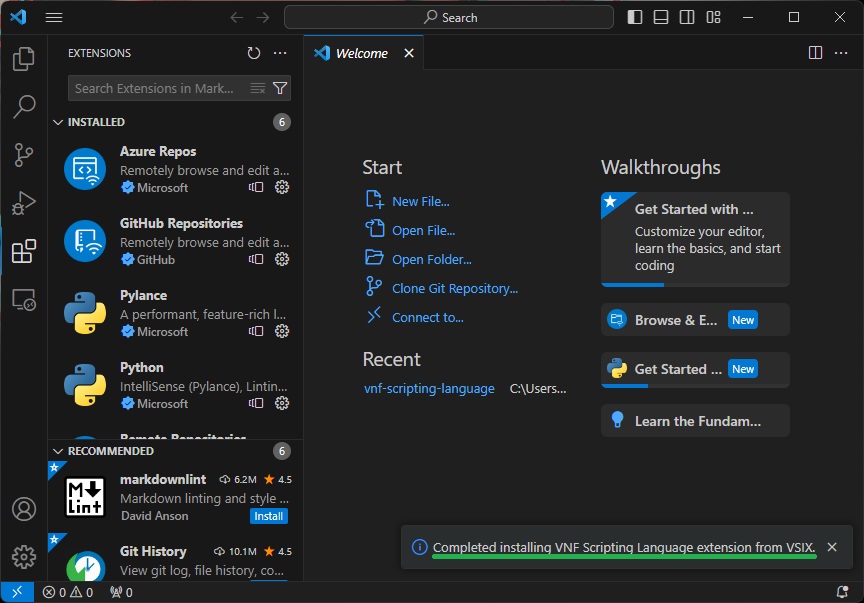 Search
EXTENSIONS
Search Extensions in Mark...
INSTALLED
6
Azure Repos
Remotely browse and edit a...
Microsoft
GitHub Repositories
Remotely browse and edit a...
GitHub
Pylance
A performant, feature-rich l...
Microsoft
Python
IntelliSense (Pylance), Lintin...
Microsoft
Remote Repositories
RECOMMENDED
6
markdownlint 6.2M 4.5
Markdown linting and style ...
David Anson
Install
Git History 10.1M 4.5
View git log, file history, co...
M
Lint
Welcome
Start
New File...
Open File...
Open Folder...
Clone Git Repository...
Connect to...
Recent
vnf-scripting-language C:\Users...
Walkthroughs
Get Started with ...
Customize your editor,
learn the basics, and start
coding
Browse & E... New
Get Started ... New
Learn the Fundam...
Completed installing VNF Scripting Language extension from VSIX.
0 0 0